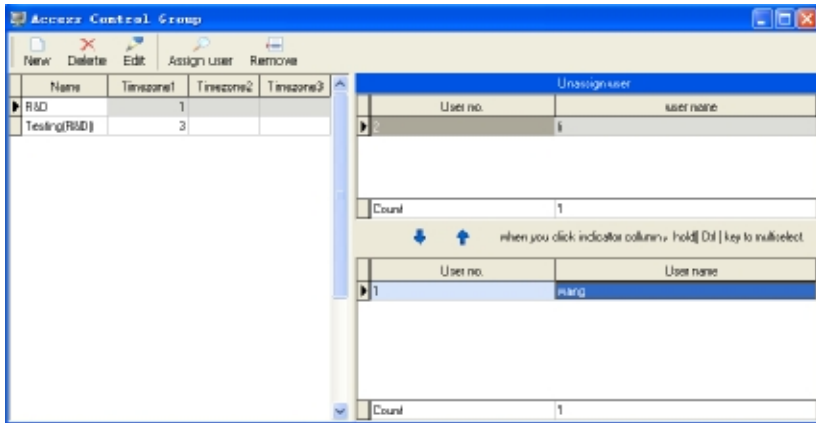 Access Control Group
New Delete Edit Assign user Remove
Name Timezone1 Timezone2 Timezone3
R&D 1
Testing(R&D) 3
Unassign user
User no. user name
2 li
Count 1
when you click indicator column, hold[ Ctrl ] key to multiselect
User no. User name
1 wang
Count 1